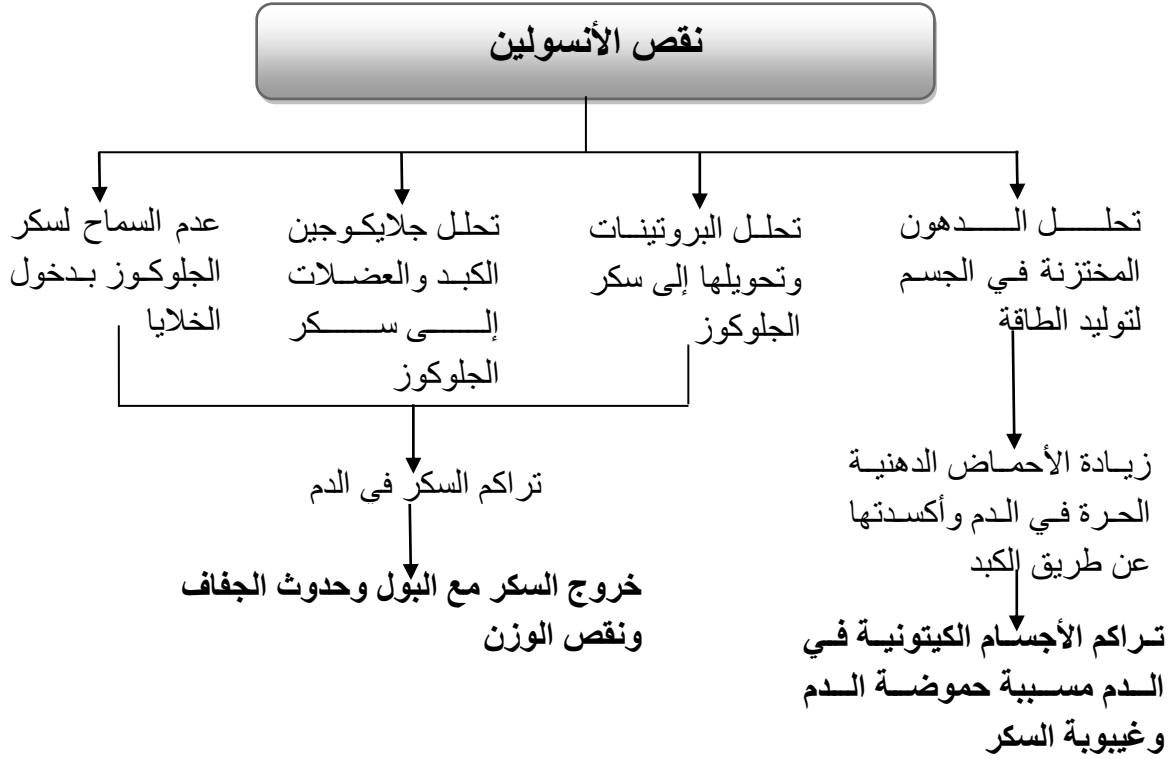 نقص الأنسولين
تحلل الدهون
المختزنة في الجسم
لتوليد الطاقة
تحلل البروتينات
وتحويلها إلى سكر
الجلوكوز
تحلل جلايكوجين
الكبد والعضلات
إلى سكر
الجلوكوز
عدم السماح لسكر
الجلوكوز بدخول
الخلايا
زيادة الأحماض الدهنية
الحرة في الدم وأكسدتها
عن طريق الكبد
تراكم السكر في الدم
خروج السكر مع البول وحدوث الجفاف
ونقص الوزن
تراكم الأجسام الكيتونية في
الدم مسببة حموضة الدم
وغيبوبة السكر